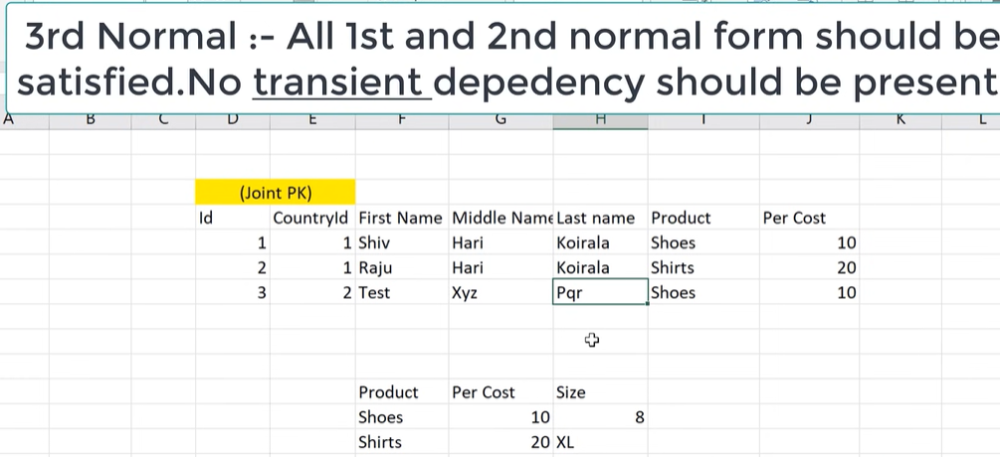 3rd Normal :- All 1st and 2nd normal form should be
satisfied.No transient depedency should be present
A B C D E F G H I J K L
(Joint PK)
Id CountryId First Name Middle Name Last name Product Per Cost
1 1 Shiv Hari Koirala Shoes 10
2 1 Raju Hari Koirala Shirts 20
3 2 Test Xyz Pqr Shoes 10
Product Per Cost Size
Shoes 10 8
Shirts 20 XL